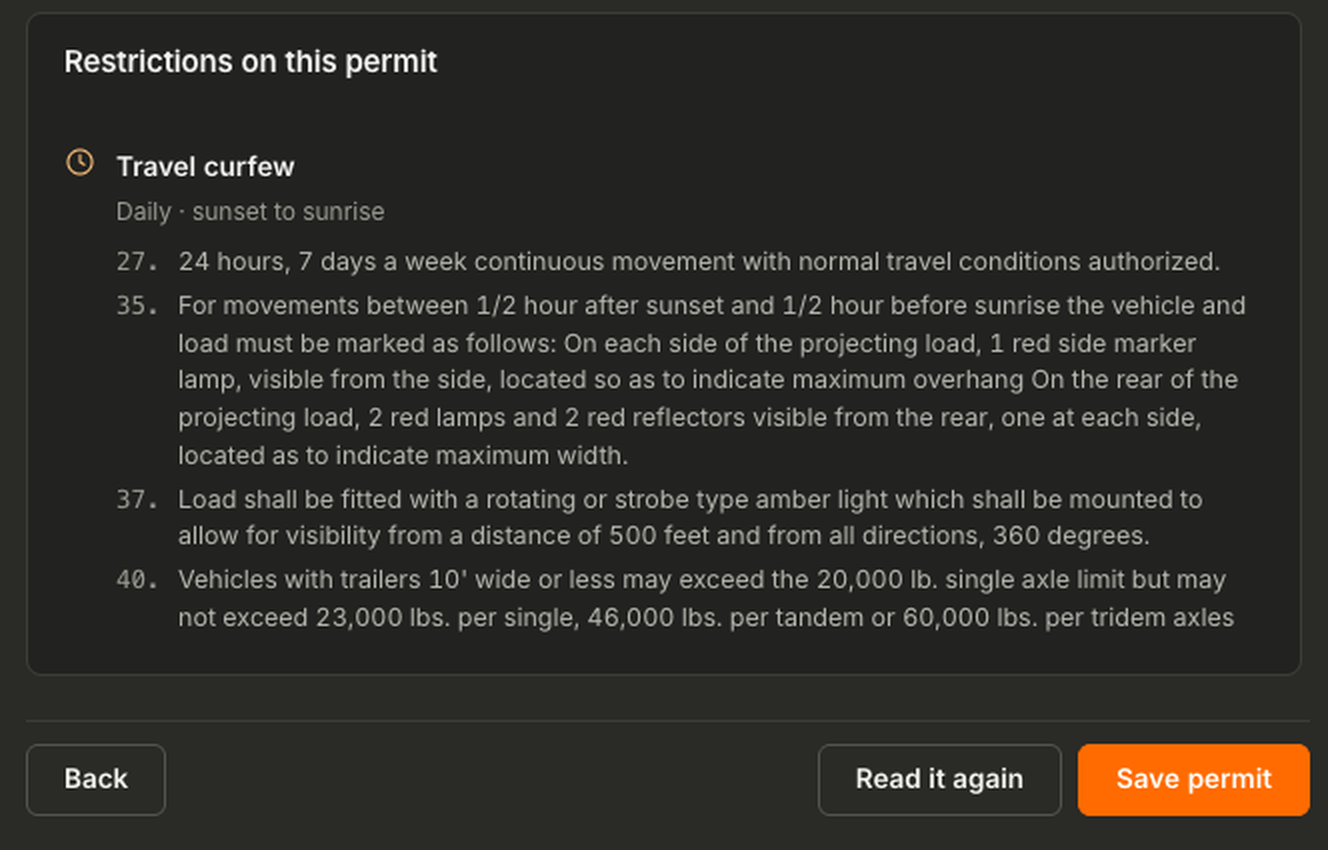 Restrictions on this permit
Travel curfew
Daily · sunset to sunrise
27. 24 hours, 7 days a week continuous movement with normal travel conditions authorized.
35. For movements between 1/2 hour after sunset and 1/2 hour before sunrise the vehicle and
load must be marked as follows: On each side of the projecting load, 1 red side marker
lamp, visible from the side, located so as to indicate maximum overhang On the rear of the
projecting load, 2 red lamps and 2 red reflectors visible from the rear, one at each side,
located as to indicate maximum width.
37. Load shall be fitted with a rotating or strobe type amber light which shall be mounted to
allow for visibility from a distance of 500 feet and from all directions, 360 degrees.
40. Vehicles with trailers 10' wide or less may exceed the 20,000 lb. single axle limit but may
not exceed 23,000 lbs. per single, 46,000 lbs. per tandem or 60,000 lbs. per tridem axles
Back
Read it again
Save permit